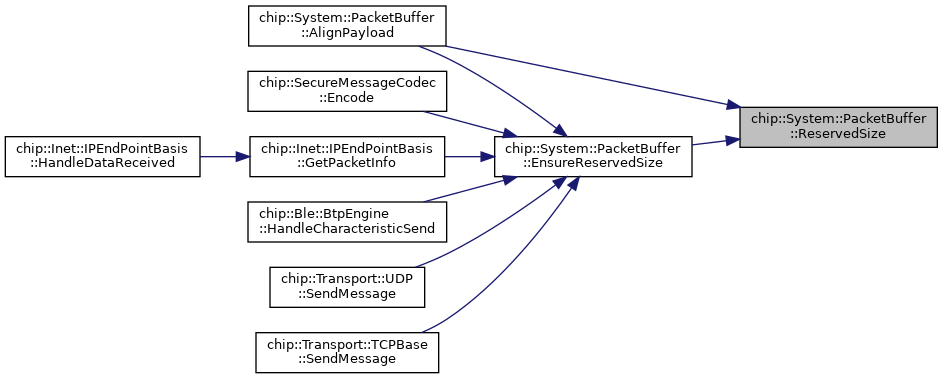 chip::System::PacketBuffer
::AlignPayload
chip::SecureMessageCodec
::Encode
chip::System::PacketBuffer
::ReservedSize
chip::Inet::IPEndPointBasis
::HandleDataReceived
chip::Inet::IPEndPointBasis
::GetPacketInfo
chip::System::PacketBuffer
::EnsureReservedSize
chip::Ble::BtpEngine
::HandleCharacteristicSend
chip::Transport::UDP
::SendMessage
chip::Transport::TCPBase
::SendMessage